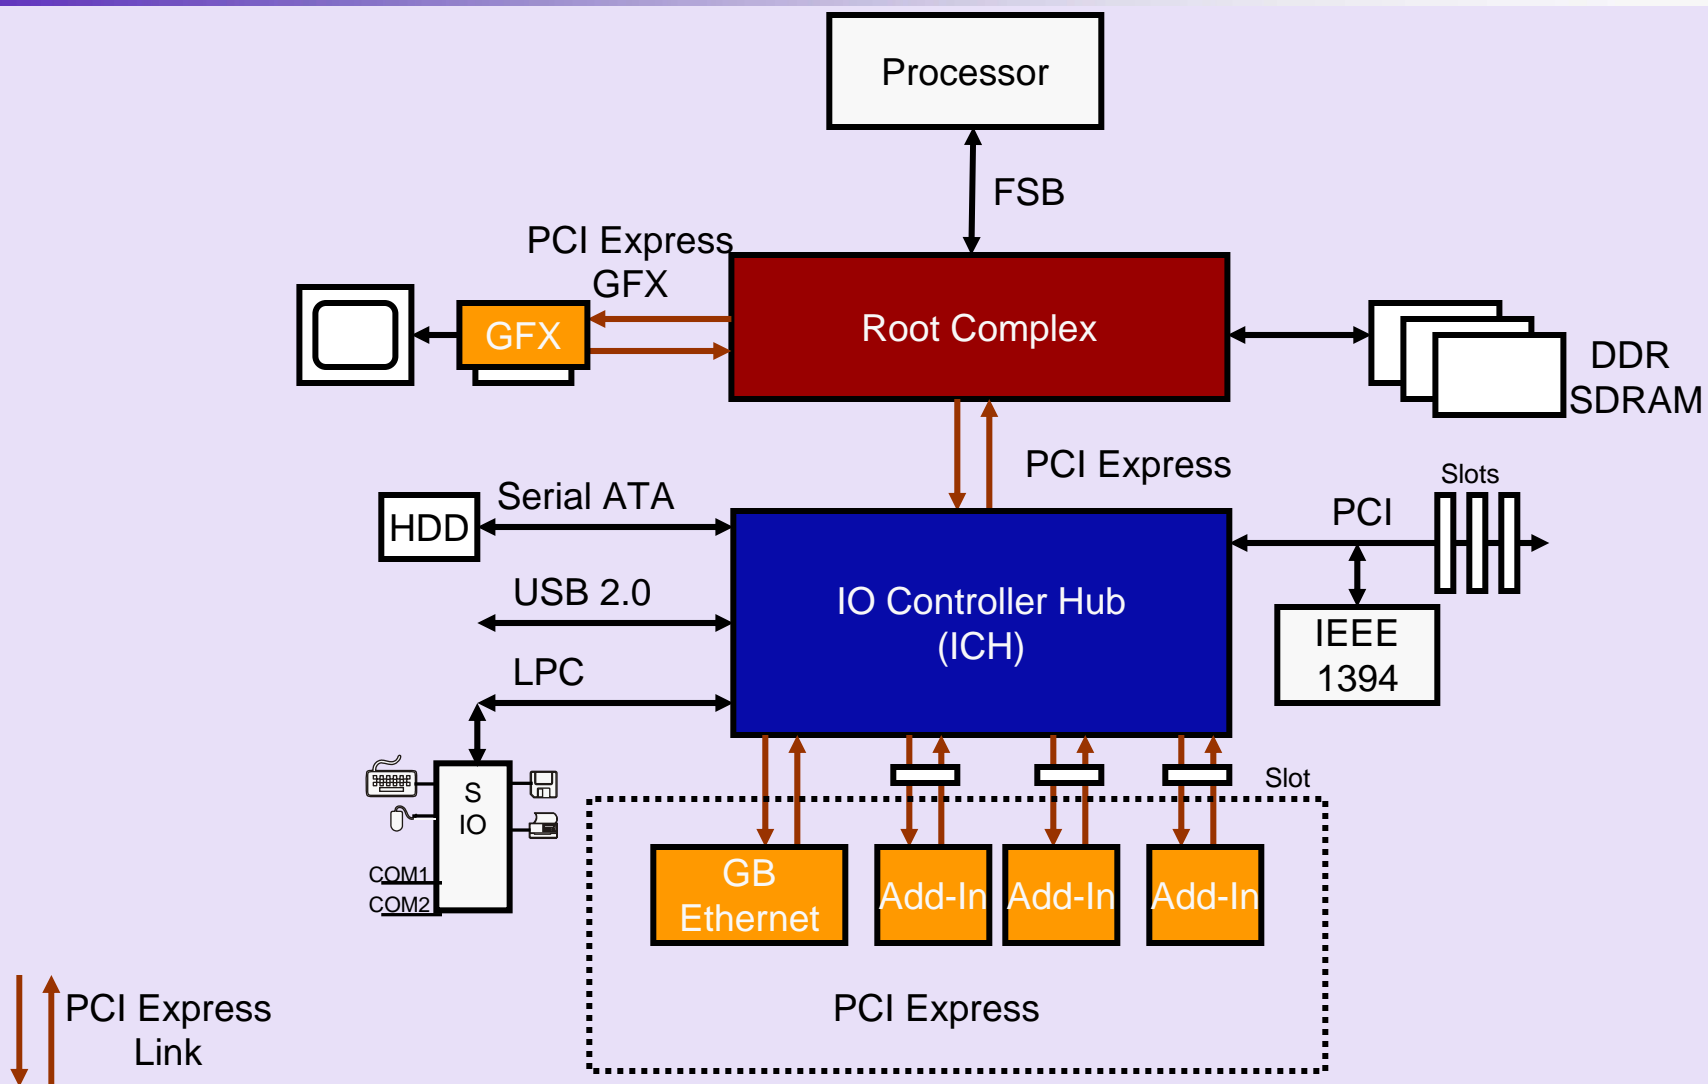 Processor
FSB
PCI Express
GFX
GFX
Root Complex
DDR
SDRAM
PCI Express
Slots
Serial ATA
HDD
PCI
USB 2.0
IO Controller Hub
(ICH)
IEEE
1394
LPC
S
IO
Slot
COM1
COM2
GB
Ethernet
Add-In
Add-In
Add-In
PCI Express
PCI Express
Link